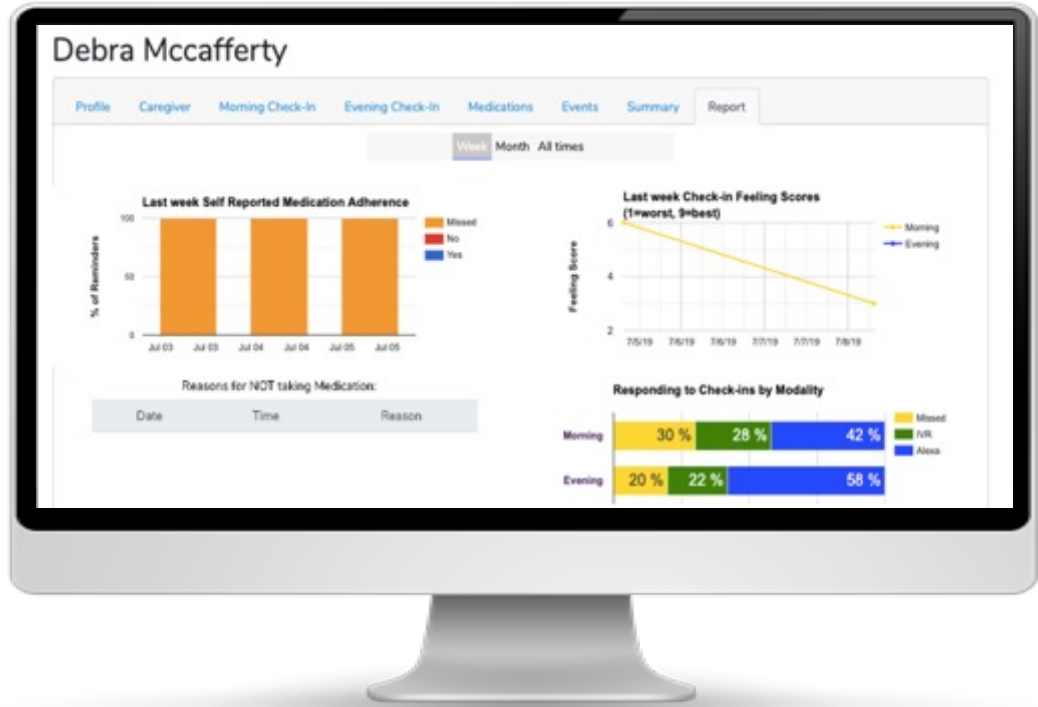 Debra Mccafferty
Profile Caregiver Morning Check-In Evening Check-In Medications Events Summary Report
Week Month All times
Last week Self Reported Medication Adherence
% of Reminders
100
50
0
Jul 03 Jul 03 Jul 04 Jul 04 Jul 05 Jul 05
Missed
No
Yes
Reasons for NOT taking Medication:
Date Time Reason
Last week Check-in Feeling Scores
(1=worst, 9=best)
Feeling Score
6
4
2
7/5/19 7/6/19 7/6/19 7/7/19 7/7/19 7/8/19
Morning
Evening
Responding to Check-ins by Modality
Morning 30 % 28 % 42 %
Evening 20 % 22 % 58 %
Missed
IVR
Alexa